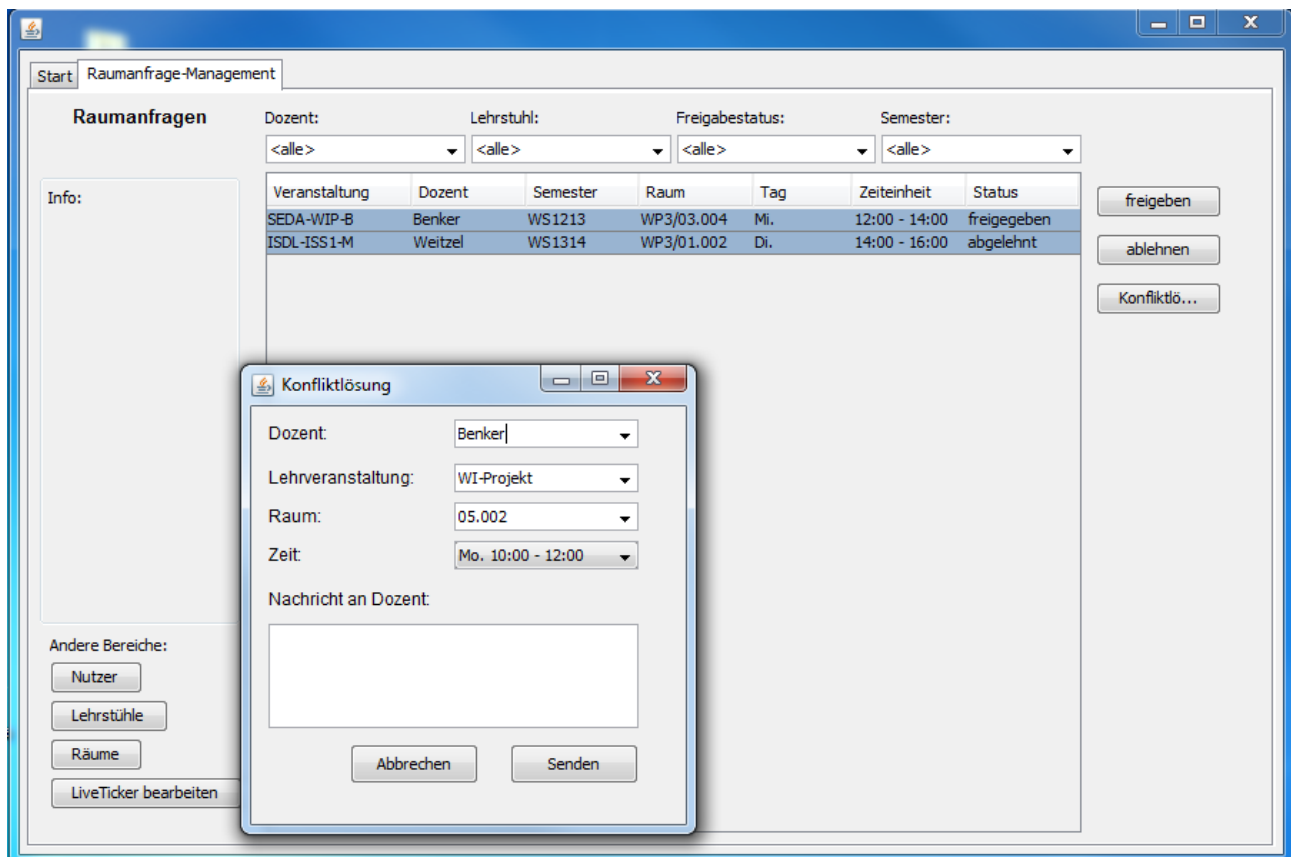 Start Raumanfrage-Management
Raumanfragen
Dozent: Lehrstuhl: Freigabestatus: Semester:
<alle> <alle> <alle> <alle>
Info:
Veranstaltung Dozent Semester Raum Tag Zeiteinheit Status
SEDA-WIP-B Benker WS1213 WP3/03.004 Mi. 12:00 - 14:00 freigegeben
ISDL-ISS1-M Weitzel WS1314 WP3/01.002 Di. 14:00 - 16:00 abgelehnt
freigeben
ablehnen
Konfliktlö...
Konfliktlösung
Dozent: Benker
Lehrveranstaltung: WI-Projekt
Raum: 05.002
Zeit: Mo. 10:00 - 12:00
Nachricht an Dozent:
Abbrechen Senden
Andere Bereiche:
Nutzer
Lehrstühle
Räume
LiveTicker bearbeiten